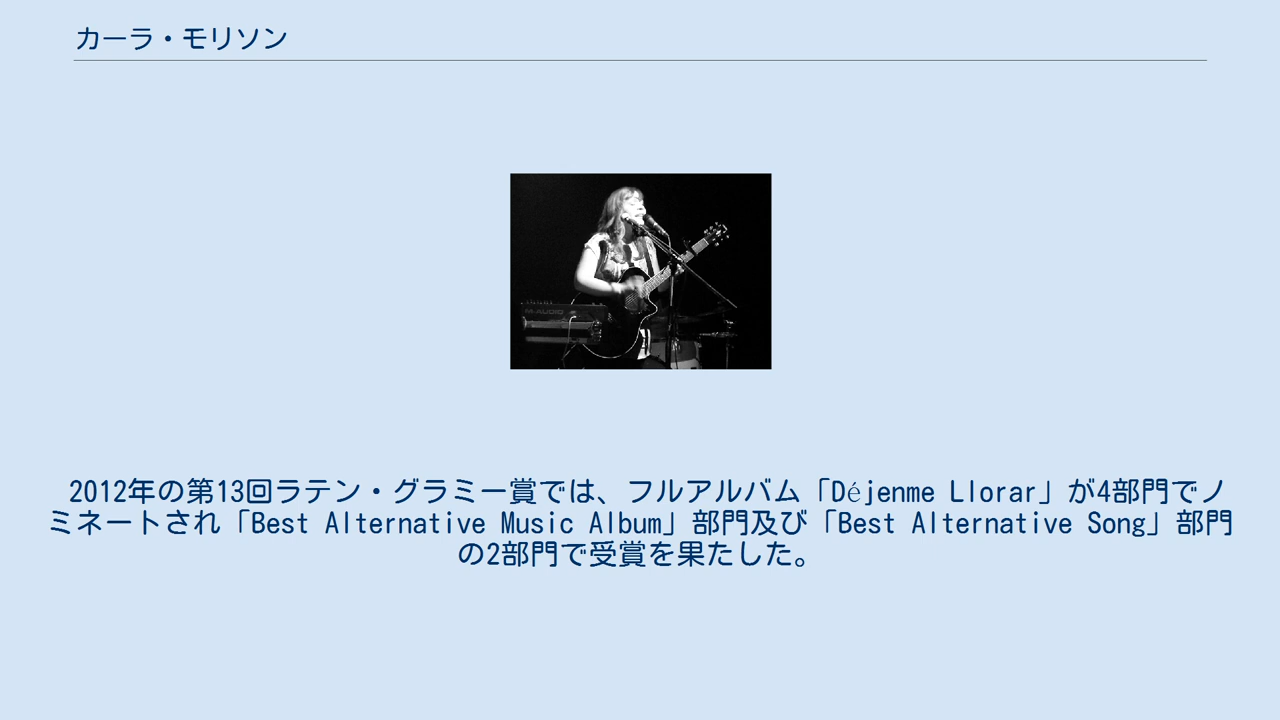 カーラ・モリソン
M-AUDIO
2012年の第13回ラテン・グラミー賞では、フルアルバム「Déjenme Llorar」が4部門でノ
ミネートされ「Best Alternative Music Album」部門及び「Best Alternative Song」部門
の2部門で受賞を果たした。